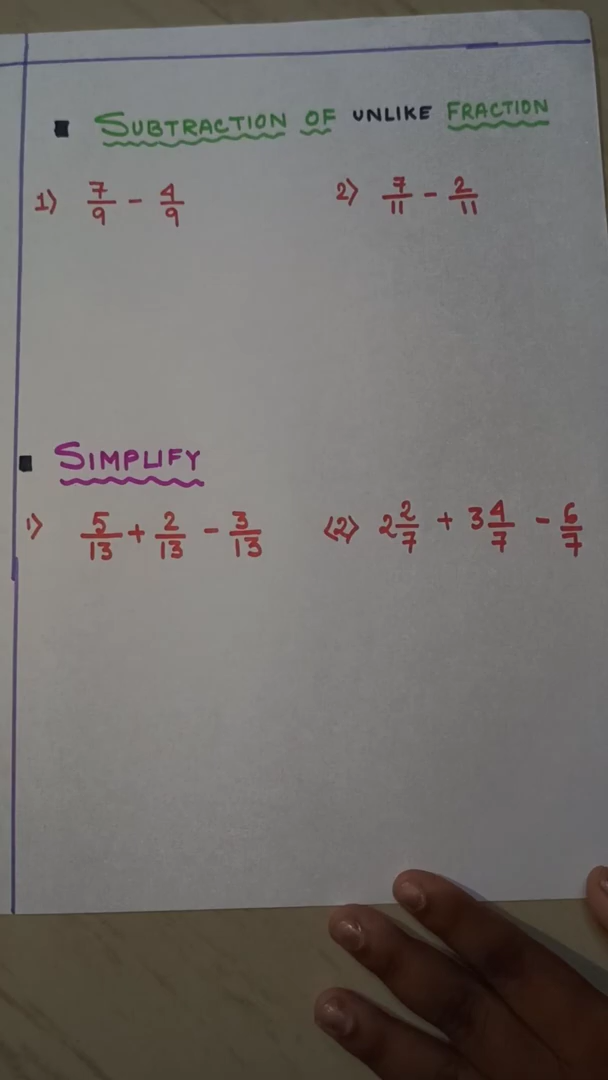 ▪ SUBTRACTION OF UNLIKE FRACTION
1) 7/9 - 4/9 2) 7/11 - 2/11
▪ SIMPLIFY
1) 5/13 + 2/13 - 3/13 (2) 2 2/7 + 3 4/7 - 6/7